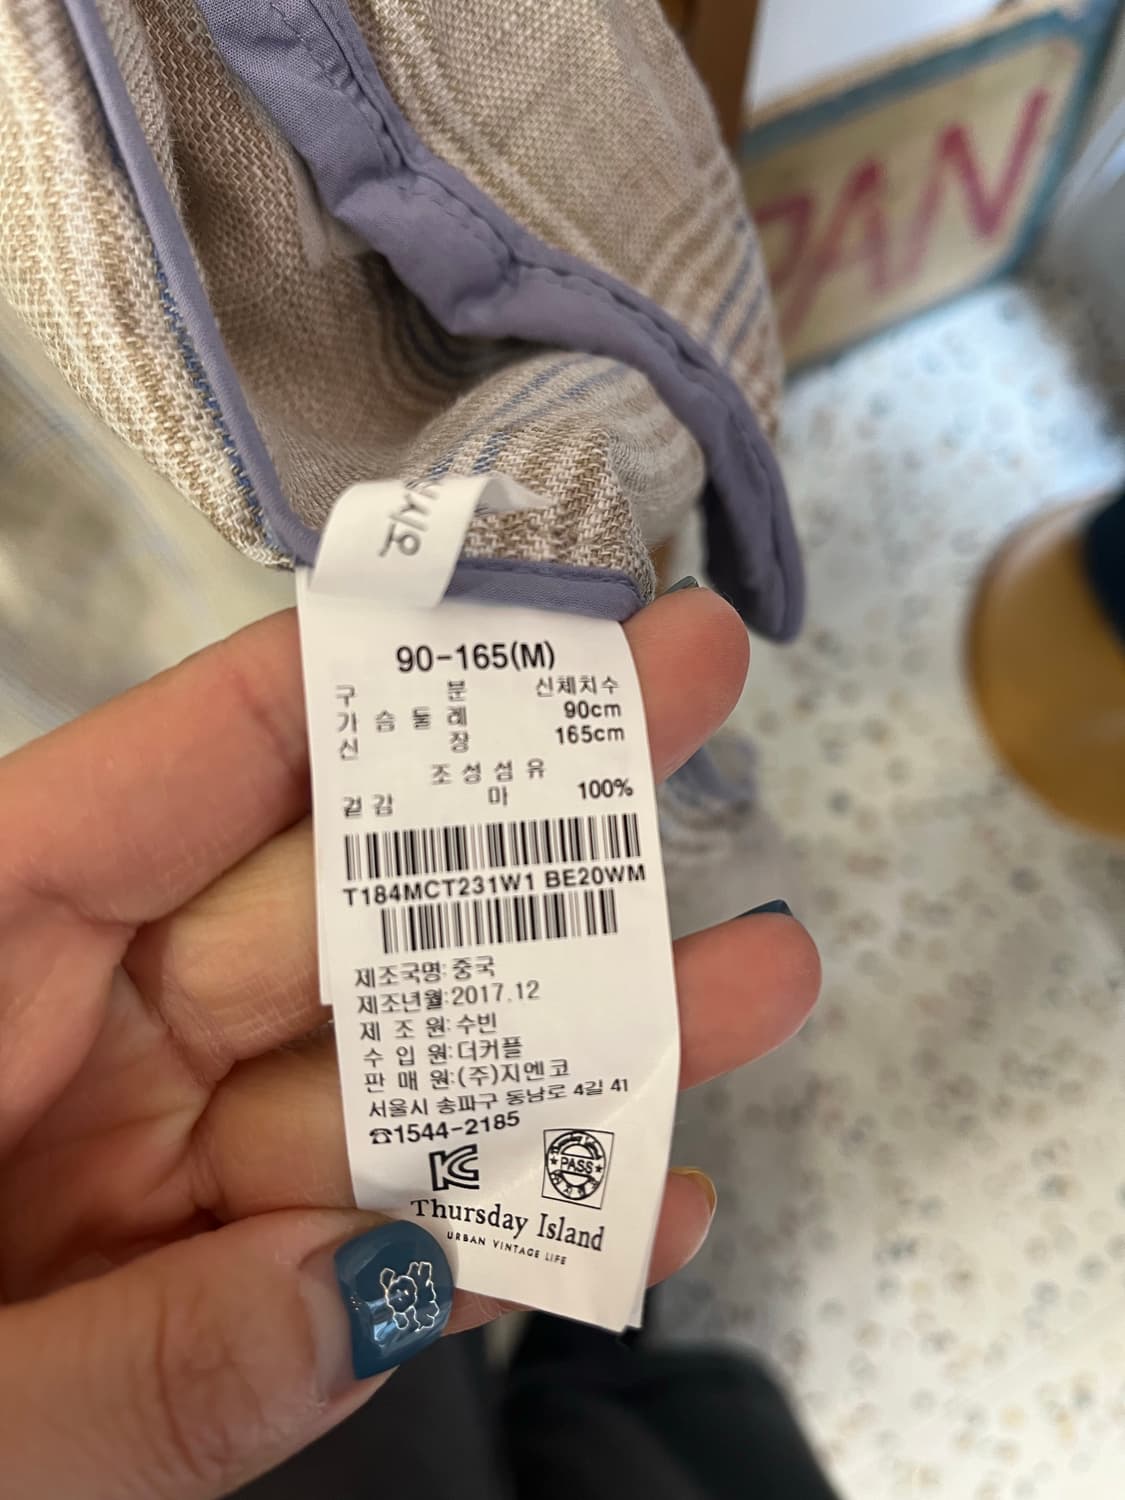 PAN
90-165(M)
구 분 신체치수
가 슴 둘 레 90cm
신 장 165cm
조 성 섬 유
겉 감 마 100%
T184MCT231W1 BE20WM
제조국명:중국
제조년월:2017.12
제 조 원:수빈
수 입 원:더커플
판 매 원:(주)지엔코
서울시 송파구 동남로 4길 41
☎1544-2185
KC
PASS
Thursday Island
URBAN VINTAGE LIFE